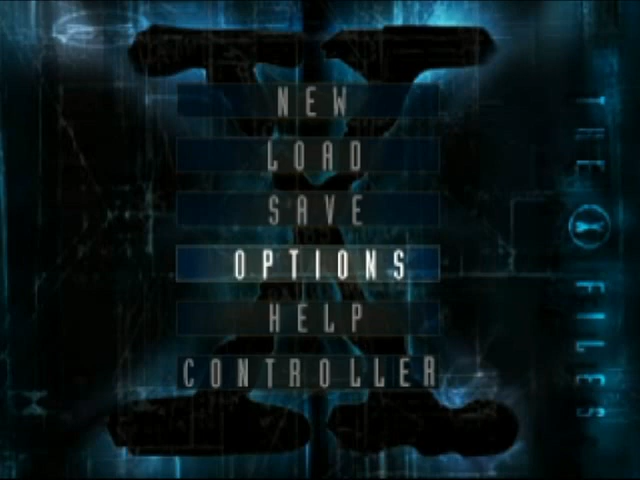 NEW
LOAD
SAVE
OPTIONS
HELP
CONTROLLER
THE X FILES